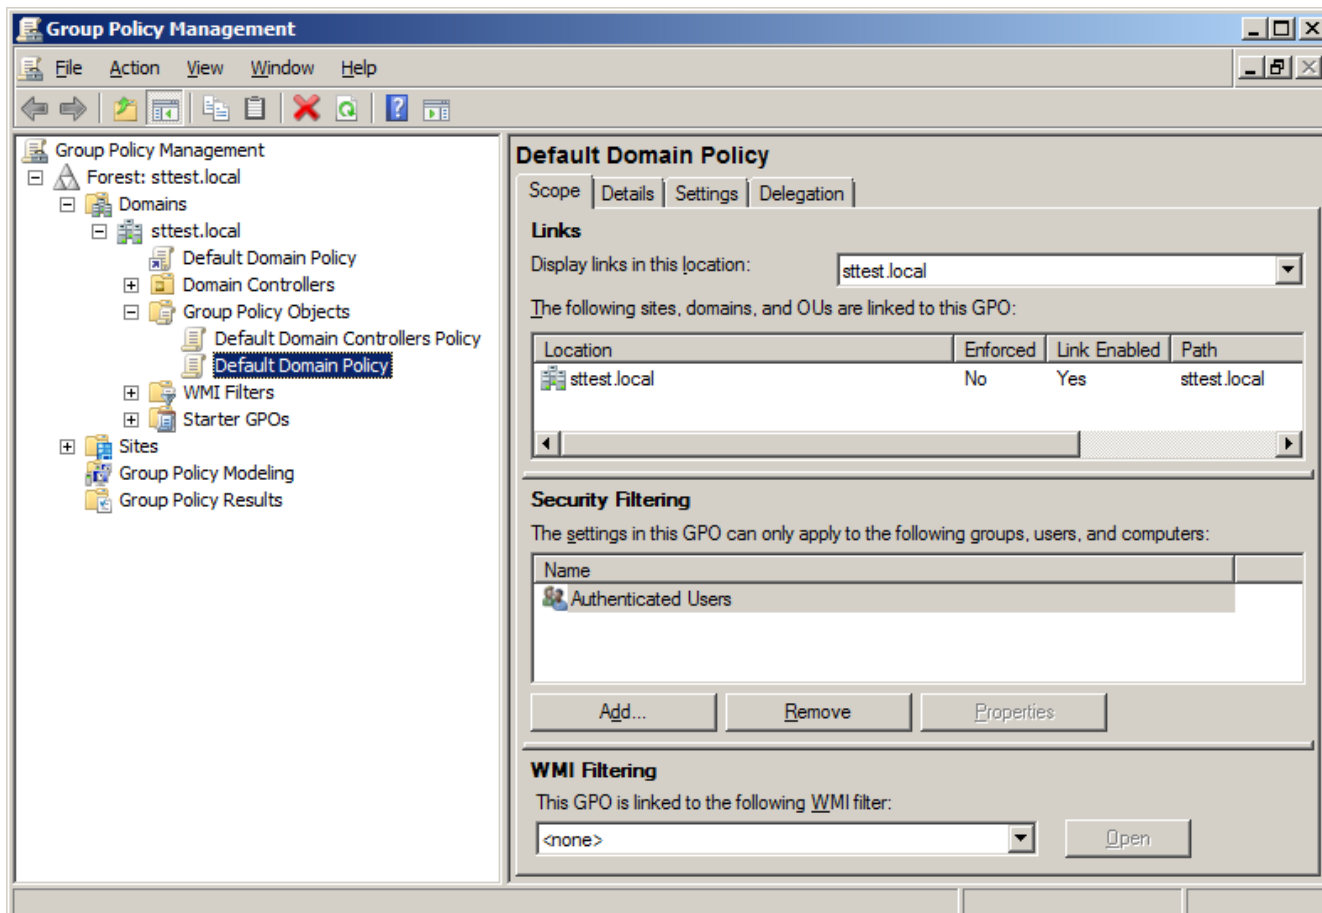 Group Policy Management
File Action View Window Help
Group Policy Management
Forest: sttest.local
Domains
sttest.local
Default Domain Policy
Domain Controllers
Group Policy Objects
Default Domain Controllers Policy
Default Domain Policy
WMI Filters
Starter GPOs
Sites
Group Policy Modeling
Group Policy Results
Default Domain Policy
Scope Details Settings Delegation
Links
Display links in this location: sttest.local
The following sites, domains, and OUs are linked to this GPO:
Location Enforced Link Enabled Path
sttest.local No Yes sttest.local
Security Filtering
The settings in this GPO can only apply to the following groups, users, and computers:
Name
Authenticated Users
Add... Remove Properties
WMI Filtering
This GPO is linked to the following WMI filter:
<none> Open